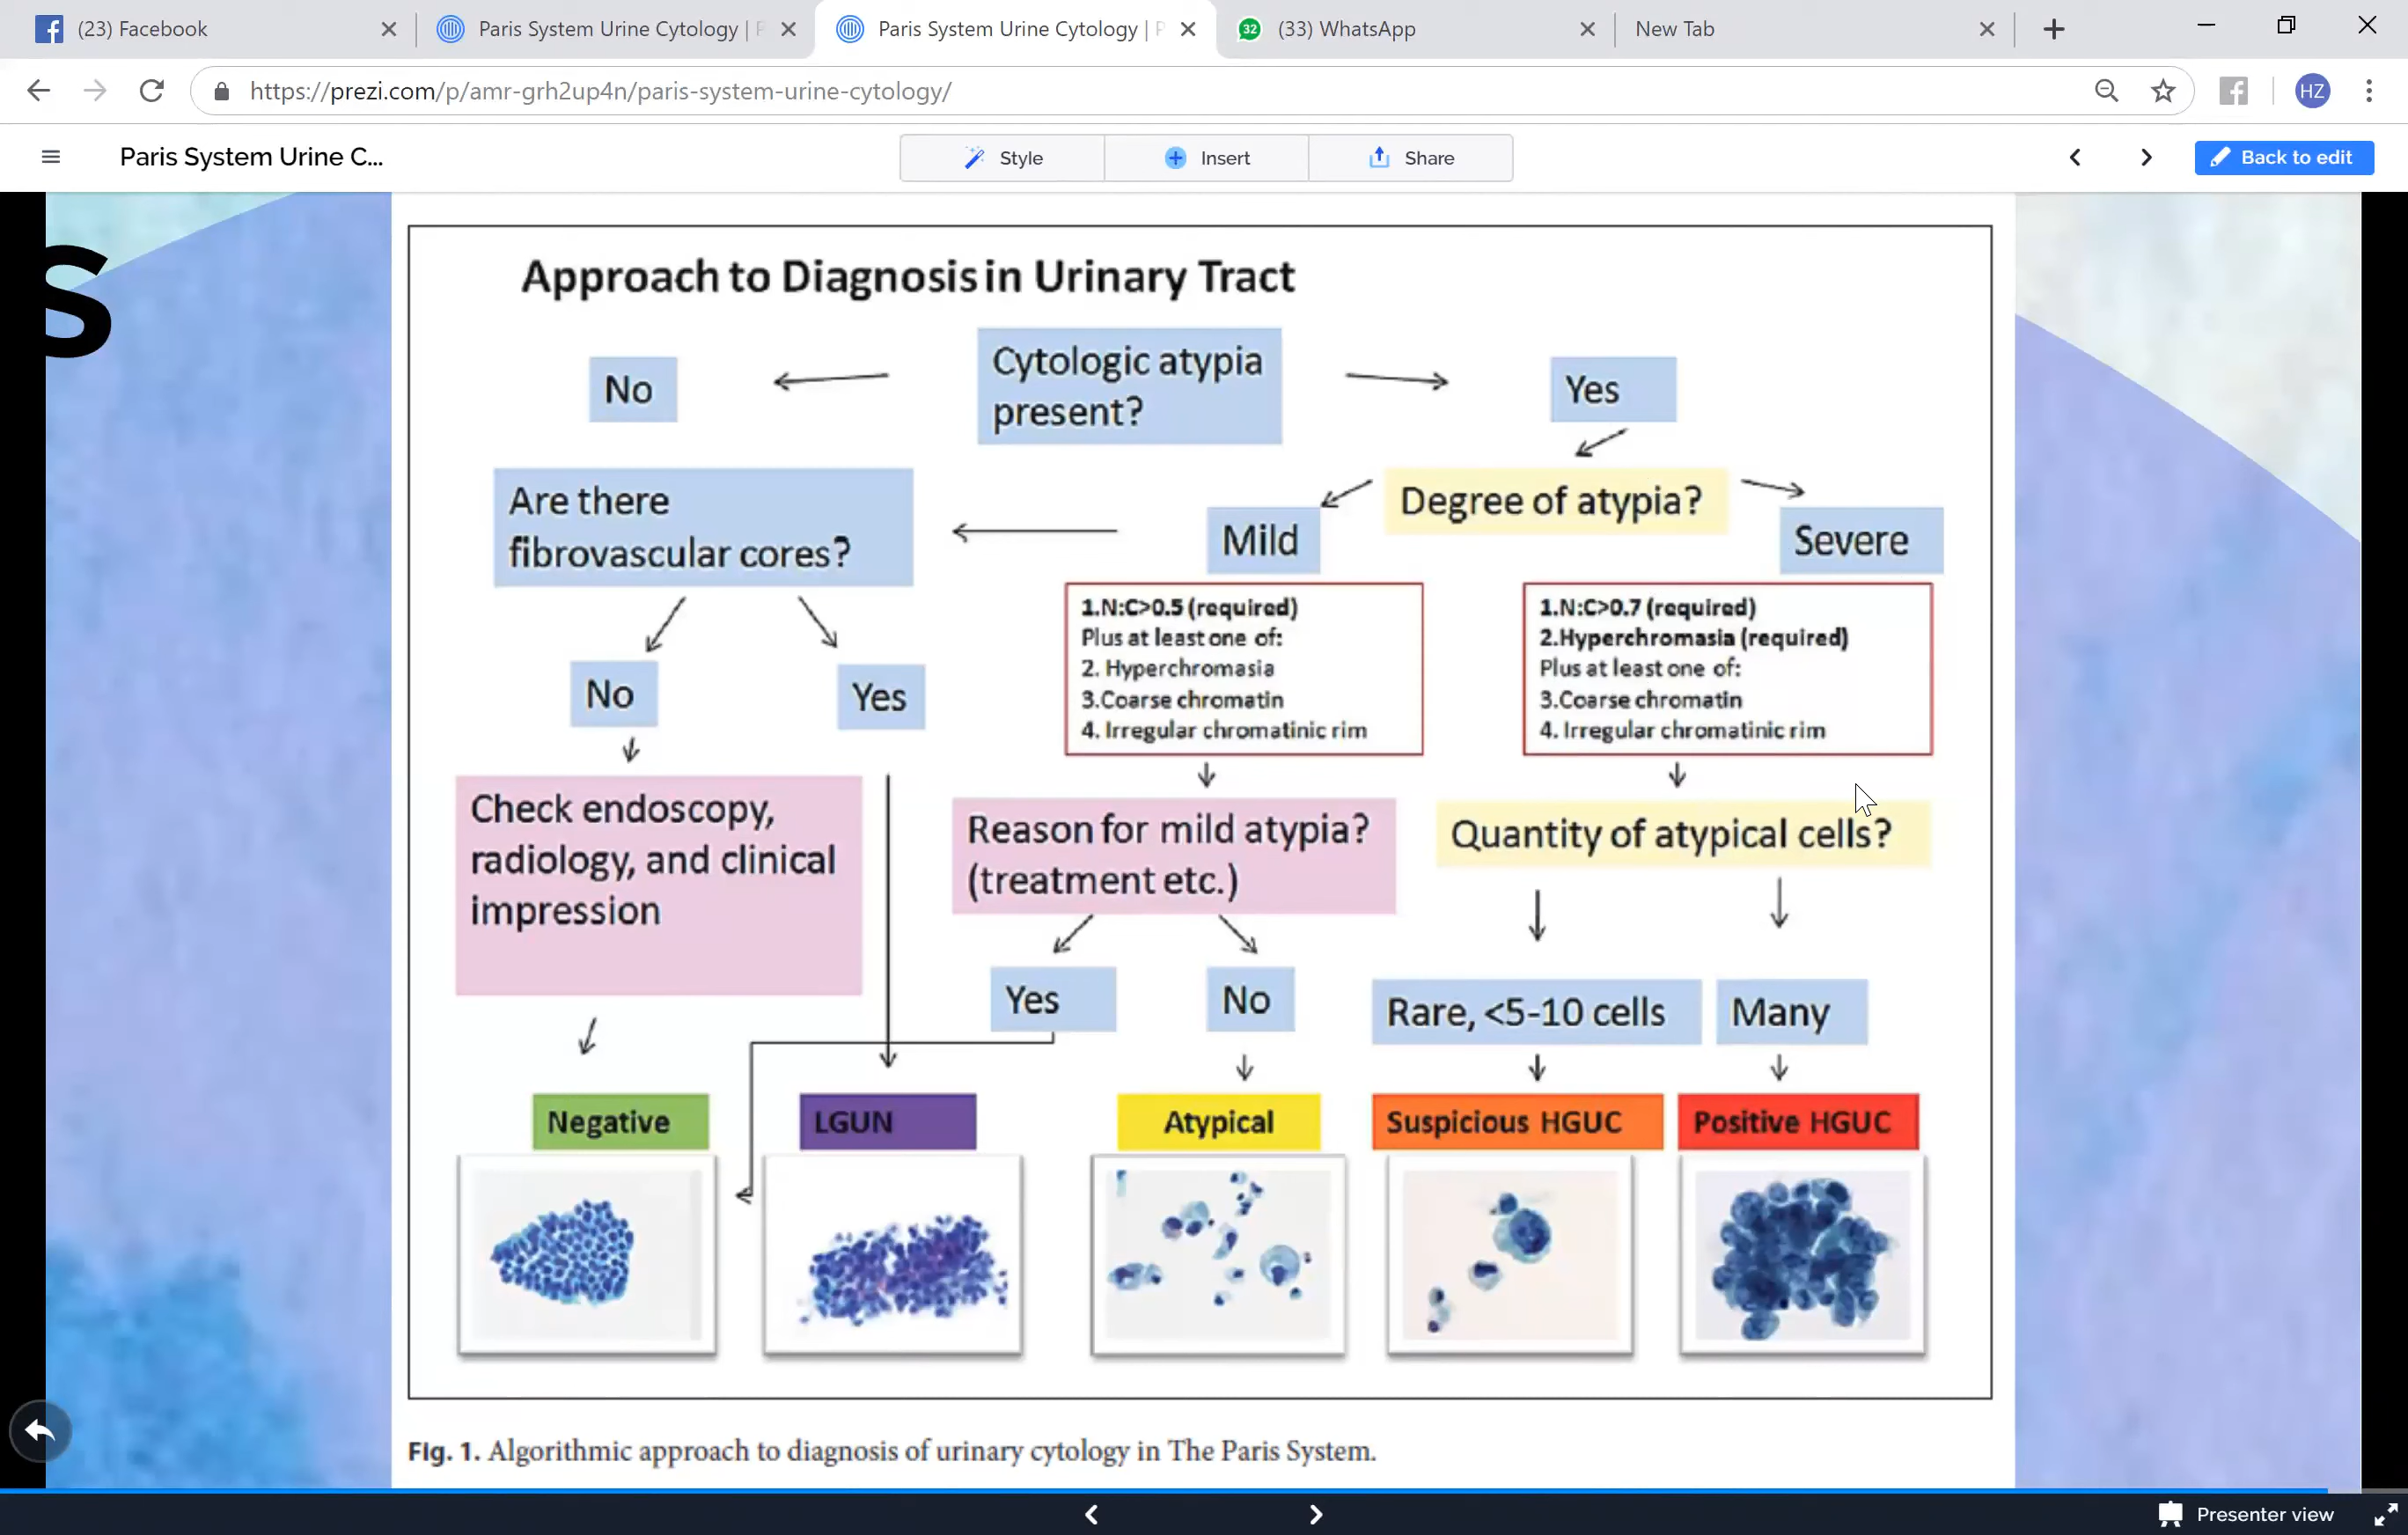 (23) Facebook
Paris System Urine Cytology | P
Paris System Urine Cytology | P
32
(33) WhatsApp
New Tab
https://prezi.com/p/amr-grh2up4n/paris-system-urine-cytology/
HZ
Paris System Urine C...
Style
Insert
Share
Back to edit
s
Approach to Diagnosis in Urinary Tract
No
Cytologic atypia
present?
Yes
Are there
fibrovascular cores?
Degree of atypia?
Mild
Severe
1.N:C>0.5 (required)
Plus at least one of:
2. Hyperchromasia
3.Coarse chromatin
4. Irregular chromatinic rim
1.N:C>0.7 (required)
2.Hyperchromasia (required)
Plus at least one of:
3.Coarse chromatin
4. Irregular chromatinic rim
No
Yes
Check endoscopy,
radiology, and clinical
impression
Reason for mild atypia?
(treatment etc.)
Quantity of atypical cells?
Yes
No
Rare, <5-10 cells
Many
Negative
LGUN
Atypical
Suspicious HGUC
Positive HGUC
Fig. 1. Algorithmic approach to diagnosis of urinary cytology in The Paris System.
Presenter view